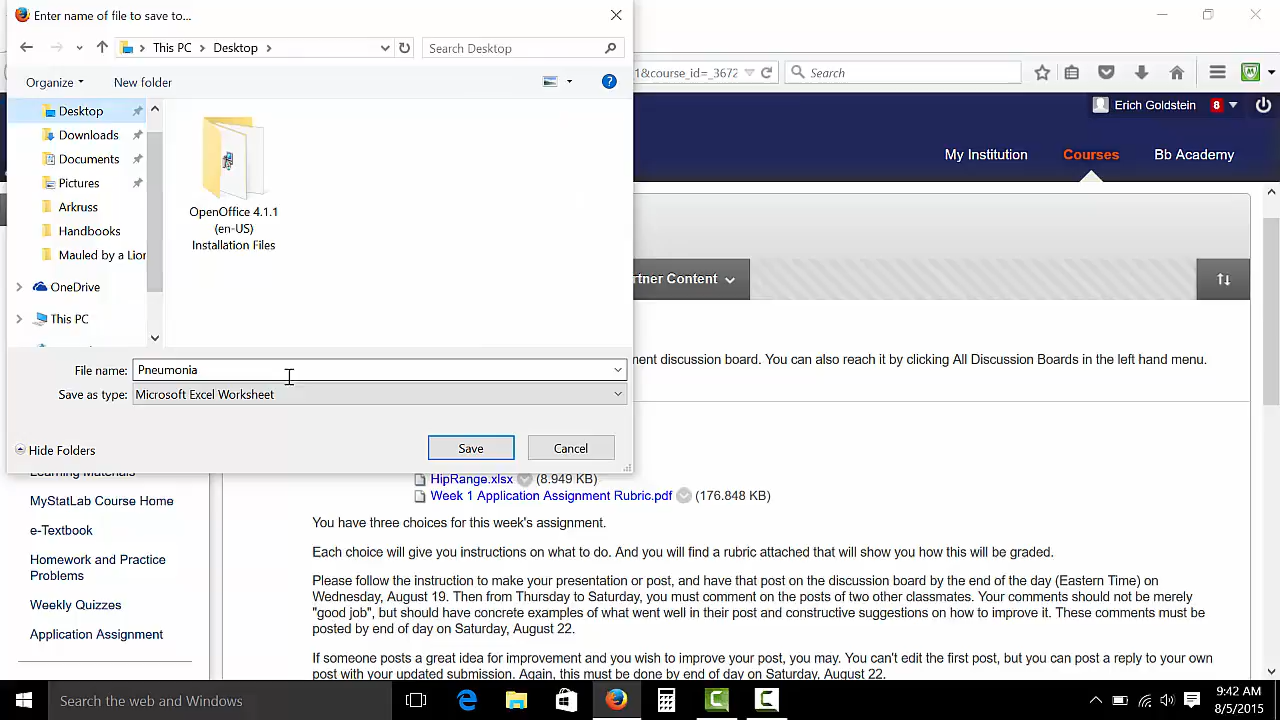 Enter name of file to save to...
This PC
Desktop
Search Desktop
Organize
New folder
Desktop
Downloads
Documents
Pictures
Arkruss
Handbooks
Mauled by a Lion
OneDrive
This PC
OpenOffice 4.1.1
(en-US)
Installation Files
File name:
Pneumonia
Save as type:
Microsoft Excel Worksheet
Hide Folders
Save
Cancel
1&course_id=_3672
Search
Erich Goldstein
8
My Institution
Courses
Bb Academy
rtner Content
nent discussion board. You can also reach it by clicking All Discussion Boards in the left hand menu.
Learning Materials
MyStatLab Course Home
e-Textbook
Homework and Practice
Problems
Weekly Quizzes
Application Assignment
HipRange.xlsx (8.949 KB)
Week 1 Application Assignment Rubric.pdf (176.848 KB)
You have three choices for this week's assignment.
Each choice will give you instructions on what to do. And you will find a rubric attached that will show you how this will be graded.
Please follow the instruction to make your presentation or post, and have that post on the discussion board by the end of the day (Eastern Time) on
Wednesday, August 19. Then from Thursday to Saturday, you must comment on the posts of two other classmates. Your comments should not be merely
"good job", but should have concrete examples of what went well in their post and constructive suggestions on how to improve it. These comments must be
posted by end of day on Saturday, August 22.
If someone posts a great idea for improvement and you wish to improve your post, you may. You can't edit the first post, but you can post a reply to your own
post with your updated submission. Again, this must be done by end of day on Saturday, August 22.
Search the web and Windows
9:42 AM
8/5/2015